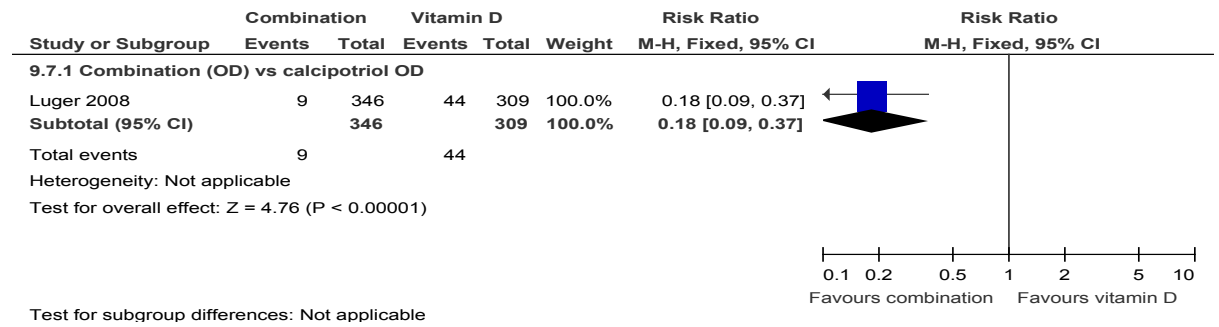 Combination Vitamin D Risk Ratio Risk Ratio
Study or Subgroup Events Total Events Total Weight M-H, Fixed, 95% CI M-H, Fixed, 95% CI
9.7.1 Combination (OD) vs calcipotriol OD
Luger 2008 9 346 44 309 100.0% 0.18 [0.09, 0.37]
Subtotal (95% CI) 346 309 100.0% 0.18 [0.09, 0.37]
Total events 9 44
Heterogeneity: Not applicable
Test for overall effect: Z = 4.76 (P < 0.00001)
0.1 0.2 0.5 1 2 5 10
Favours combination Favours vitamin D
Test for subgroup differences: Not applicable